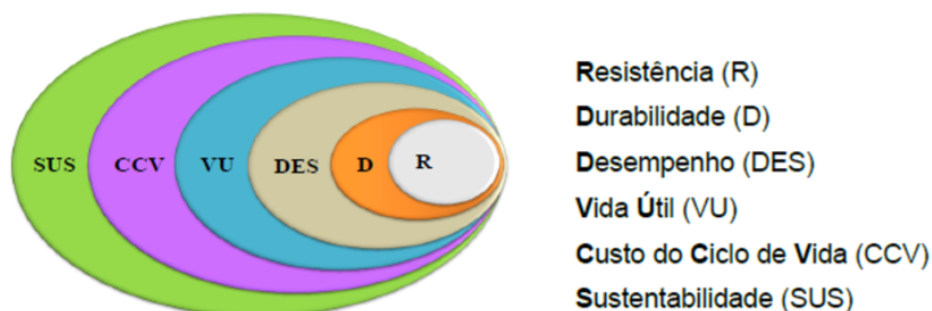 SUS CCV VU DES D R
Resistência (R)
Durabilidade (D)
Desempenho (DES)
Vida Útil (VU)
Custo do Ciclo de Vida (CCV)
Sustentabilidade (SUS)